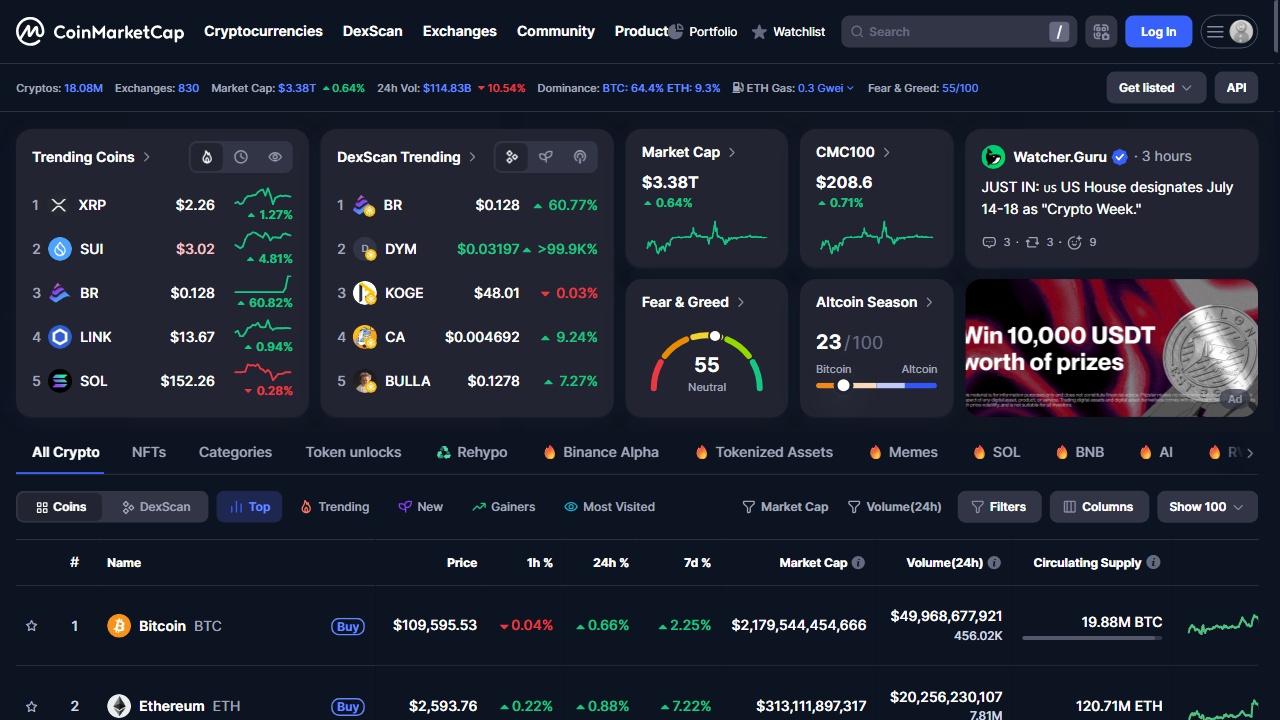 CoinMarketCap Cryptocurrencies DexScan Exchanges Community Product Portfolio Watchlist Search / Log In
Cryptos: 18.08M Exchanges: 830 Market Cap: $3.38T 0.64% 24h Vol: $114.83B 10.54% Dominance: BTC: 64.4% ETH: 9.3% ETH Gas: 0.3 Gwei Fear & Greed: 55/100 Get listed API
Trending Coins
1 XRP $2.26 1.27%
2 SUI $3.02 4.81%
3 BR $0.128 60.82%
4 LINK $13.67 0.94%
5 SOL $152.26 0.28%
DexScan Trending
1 BR $0.128 60.77%
2 D DYM $0.03197 >99.9K%
3 KOGE $48.01 0.03%
4 CA $0.004692 9.24%
5 BULLA $0.1278 7.27%
Market Cap
$3.38T
0.64%
CMC100
$208.6
0.71%
Fear & Greed
55
Neutral
Altcoin Season
23/100
Bitcoin Altcoin
Watcher.Guru · 3 hours
JUST IN: us US House designates July
14-18 as "Crypto Week."
3 · 3 · 9
Win 10,000 USDT
worth of prizes
Ad
All Crypto NFTs Categories Token unlocks Rehypo Binance Alpha Tokenized Assets Memes SOL BNB AI
Coins DexScan Top Trending New Gainers Most Visited Market Cap Volume(24h) Filters Columns Show 100
# Name Price 1h % 24h % 7d % Market Cap Volume(24h) Circulating Supply
1 Bitcoin BTC Buy $109,595.53 0.04% 0.66% 2.25% $2,179,544,454,666 $49,968,677,921 19.88M BTC
456.02K
2 Ethereum ETH Buy $2,593.76 0.22% 0.88% 7.22% $313,111,897,317 $20,256,230,107 120.71M ETH
7.81M